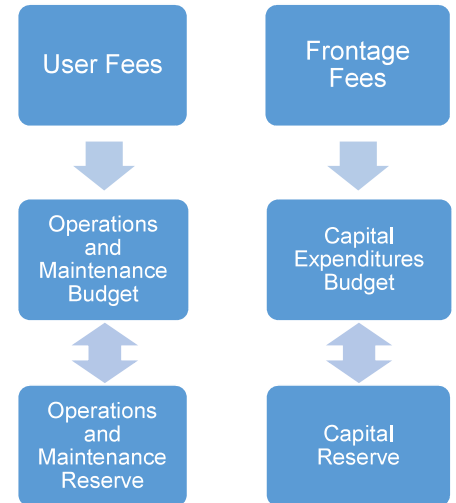 User Fees
Frontage
Fees
Operations
and
Maintenance
Budget
Capital
Expenditures
Budget
Operations
and
Maintenance
Reserve
Capital
Reserve